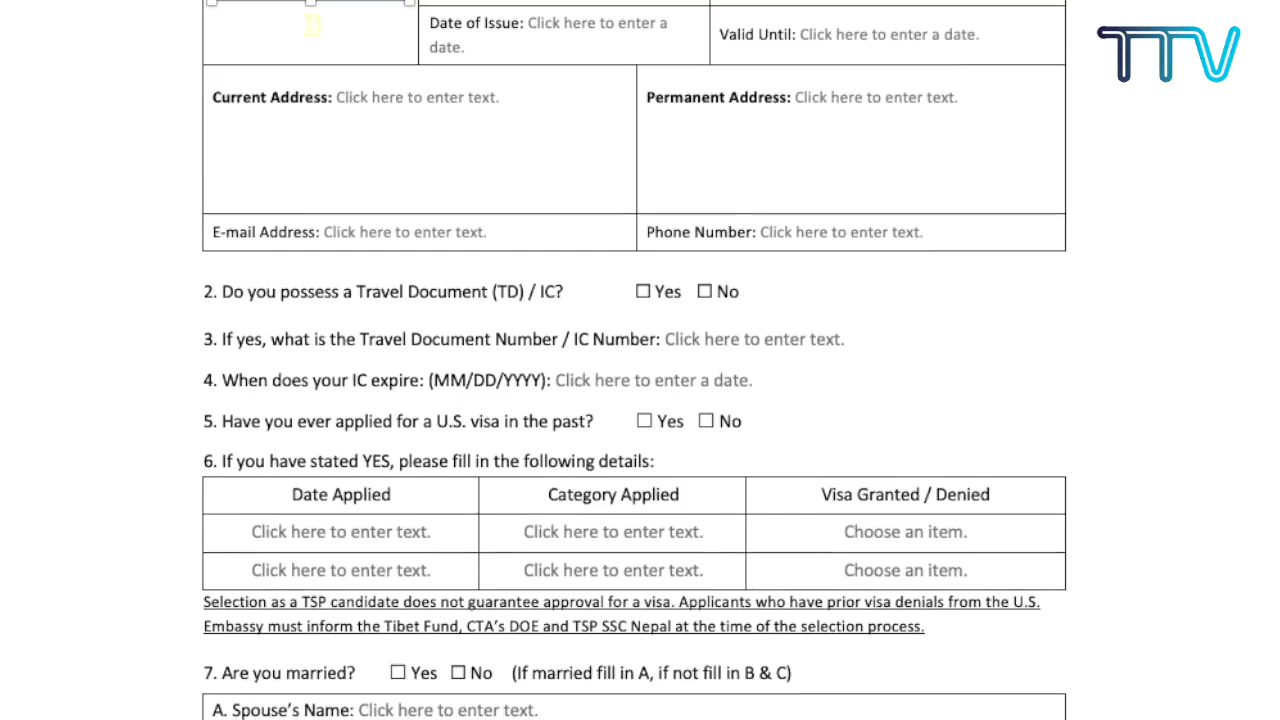 D
Date of Issue: Click here to enter a
date.
Valid Until: Click here to enter a date.
TTV
Current Address: Click here to enter text.
Permanent Address: Click here to enter text.
E-mail Address: Click here to enter text.
Phone Number: Click here to enter text.
2. Do you possess a Travel Document (TD) / IC? ☐ Yes ☐ No
3. If yes, what is the Travel Document Number / IC Number: Click here to enter text.
4. When does your IC expire: (MM/DD/YYYY): Click here to enter a date.
5. Have you ever applied for a U.S. visa in the past? ☐ Yes ☐ No
6. If you have stated YES, please fill in the following details:
Date Applied Category Applied Visa Granted / Denied
Click here to enter text. Click here to enter text. Choose an item.
Click here to enter text. Click here to enter text. Choose an item.
Selection as a TSP candidate does not guarantee approval for a visa. Applicants who have prior visa denials from the U.S.
Embassy must inform the Tibet Fund, CTA's DOE and TSP SSC Nepal at the time of the selection process.
7. Are you married? ☐ Yes ☐ No (If married fill in A, if not fill in B & C)
A. Spouse's Name: Click here to enter text.